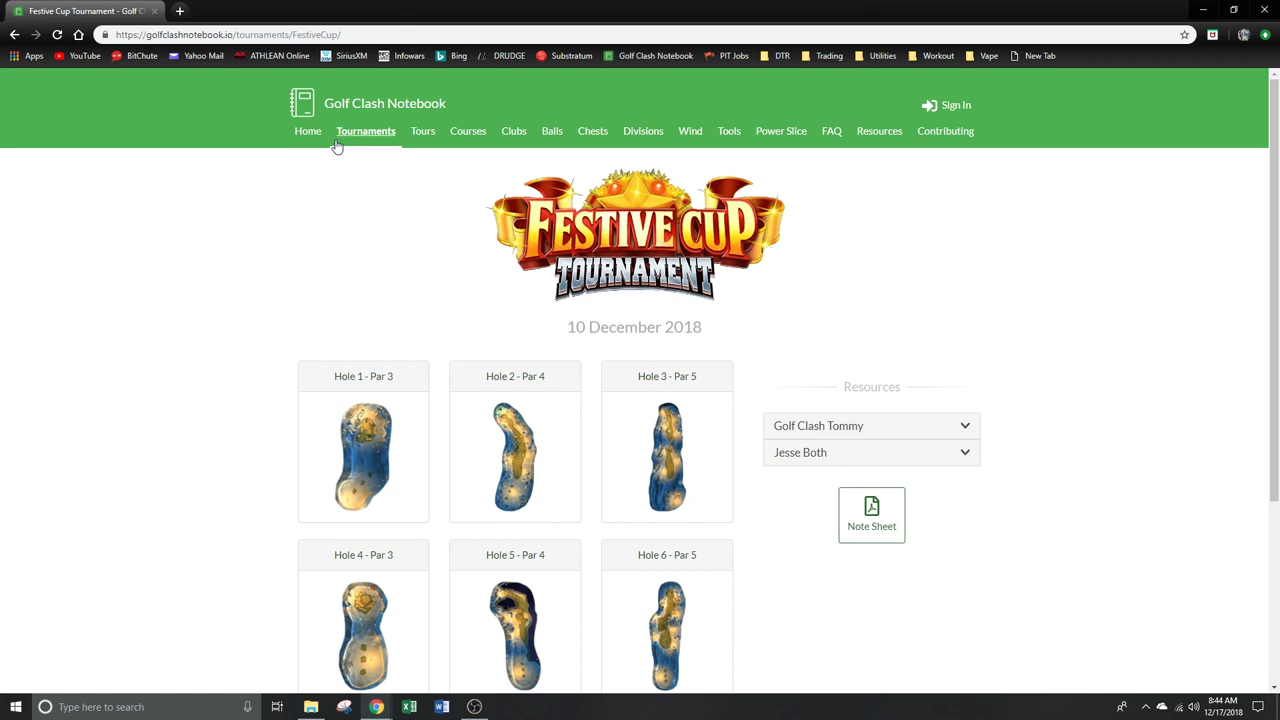 Festive Cup Tournament - Golf C
https://golfclashnotebook.io/tournaments/FestiveCup/
Apps YouTube BitChute Yahoo Mail ATHLEAN Online SiriusXM Infowars Bing DRUDGE Substratum Golf Clash Notebook PIT Jobs DTR Trading Utilities Workout Vape New Tab
Golf Clash Notebook
Sign In
Home Tournaments Tours Courses Clubs Balls Chests Divisions Wind Tools Power Slice FAQ Resources Contributing
FESTIVE CUP
TOURNAMENT
10 December 2018
Hole 1 - Par 3 Hole 2 - Par 4 Hole 3 - Par 5
Resources
Golf Clash Tommy
Jesse Both
Note Sheet
Hole 4 - Par 3 Hole 5 - Par 4 Hole 6 - Par 5
Type here to search
8:44 AM
12/17/2018